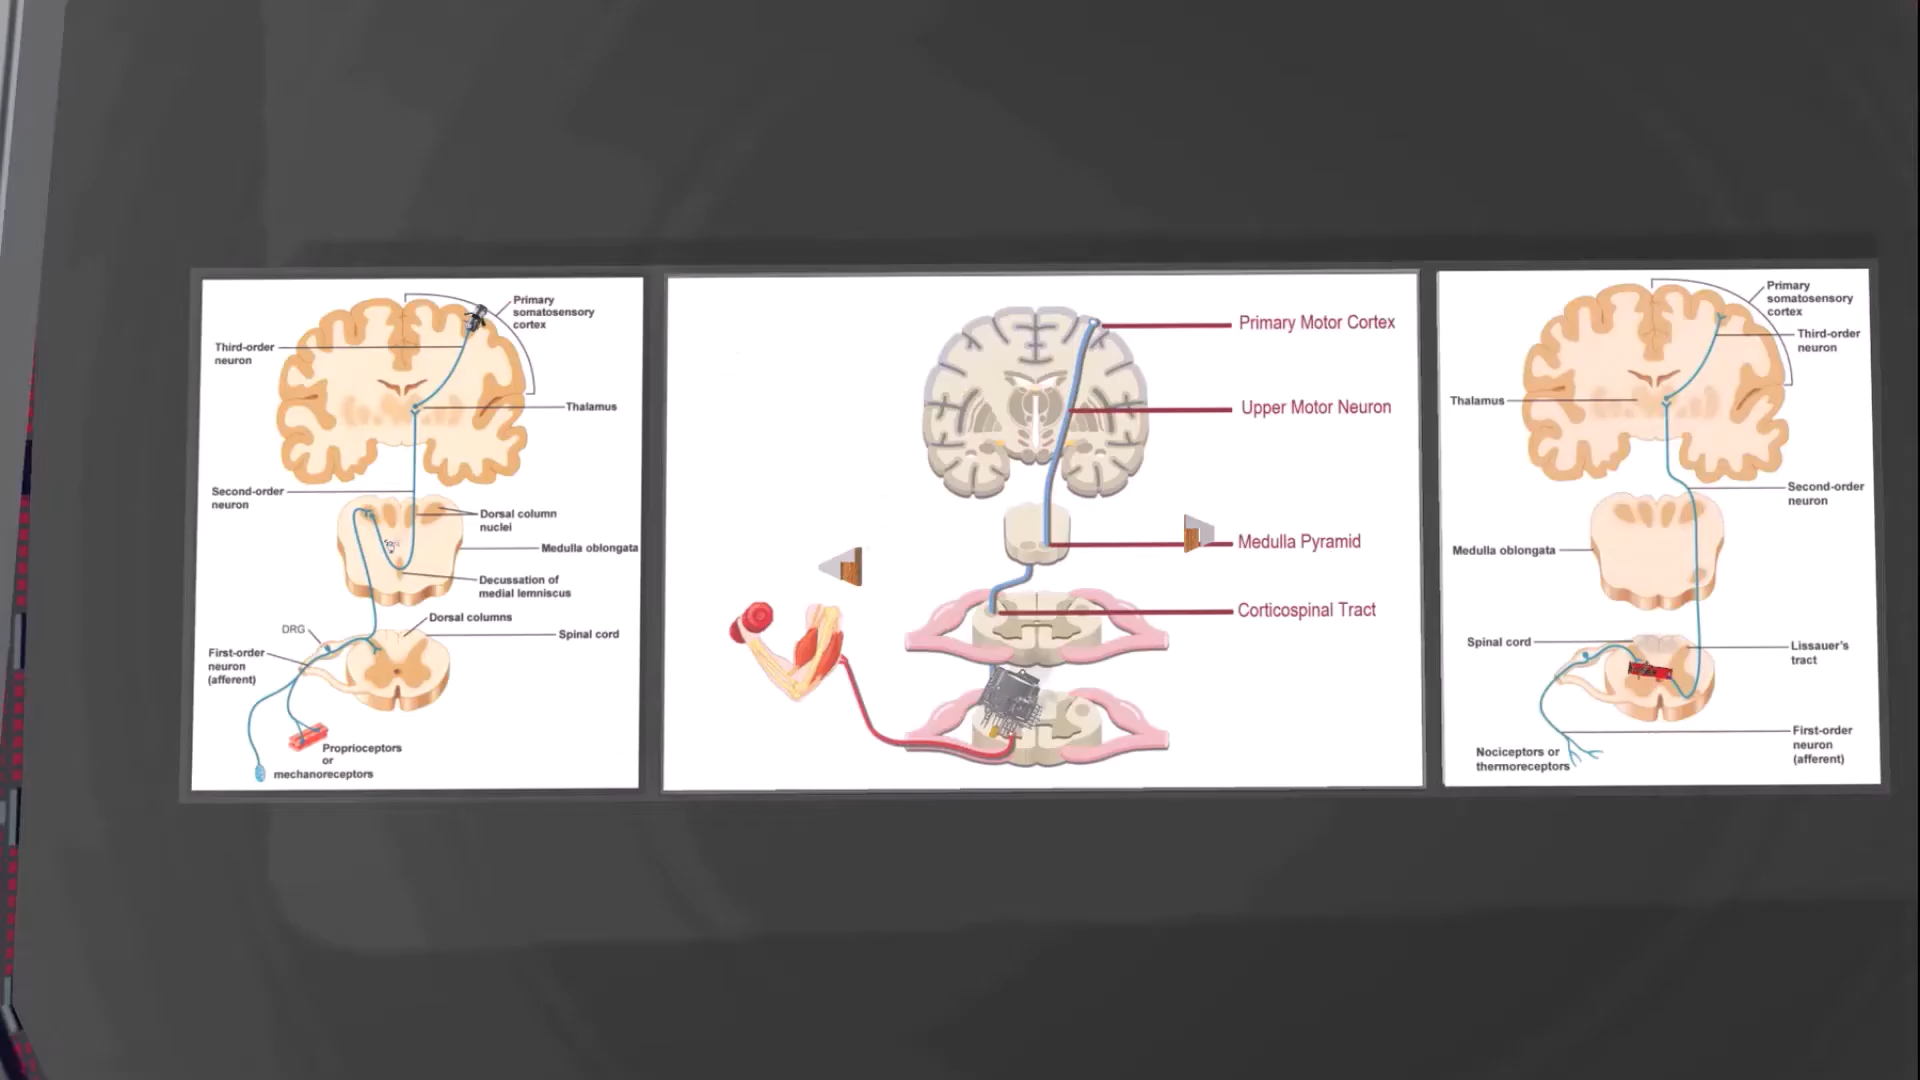 Primary
somatosensory
cortex
Third-order
neuron
Thalamus
Second-order
neuron
Dorsal column
nuclei
Medulla oblongata
Decussation of
medial lemniscus
Dorsal columns
DRG
Spinal cord
First-order
neuron
(afferent)
Proprioceptors
or
mechanoreceptors
Primary Motor Cortex
Upper Motor Neuron
Medulla Pyramid
Corticospinal Tract
Primary
somatosensory
cortex
Third-order
neuron
Thalamus
Second-order
neuron
Medulla oblongata
Spinal cord
Lissauer's
tract
First-order
neuron
(afferent)
Nociceptors or
thermoreceptors